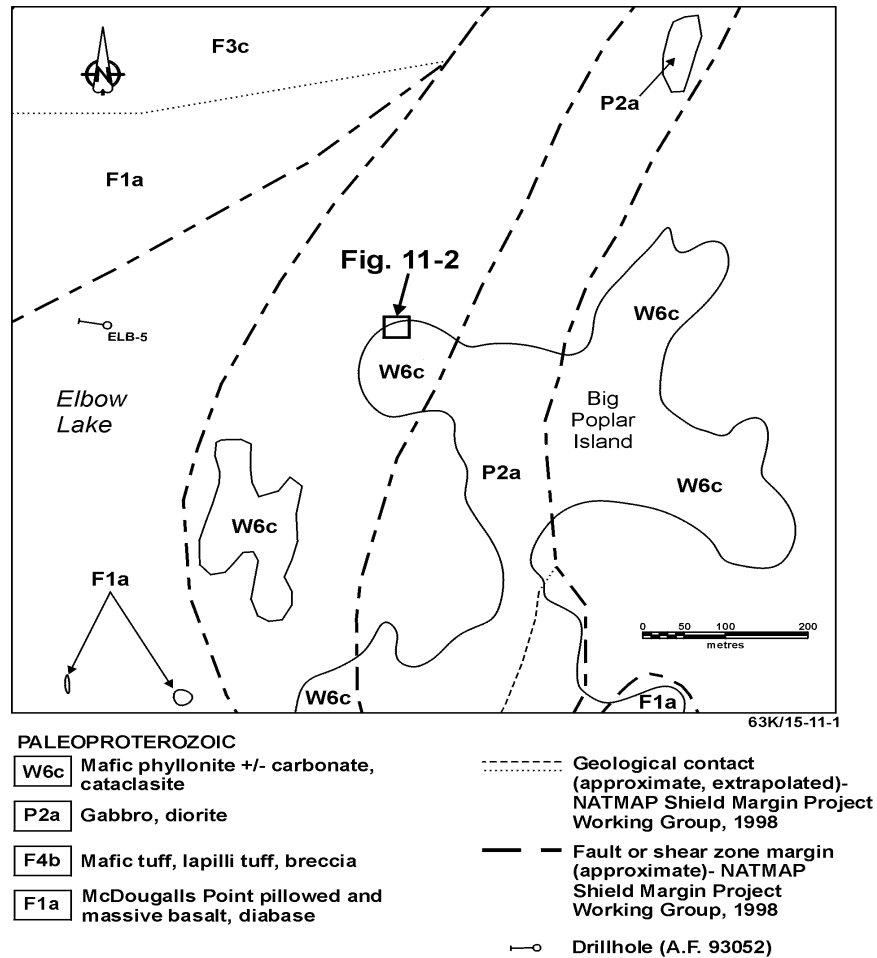 F3c
N
P2a
F1a
Fig. 11-2
W6c
ELB-5
W6c
Elbow
Lake
Big
Poplar
Island
P2a
W6c
W6c
F1a
0 50 100 200
metres
W6c
F1a
63K/15-11-1
PALEOPROTEROZOIC
W6c Mafic phyllonite +/- carbonate,
cataclasite
P2a Gabbro, diorite
F4b Mafic tuff, lapilli tuff, breccia
F1a McDougalls Point pillowed and
massive basalt, diabase
Geological contact
(approximate, extrapolated)-
NATMAP Shield Margin Project
Working Group, 1998
Fault or shear zone margin
(approximate)- NATMAP
Shield Margin Project
Working Group, 1998
Drillhole (A.F. 93052)